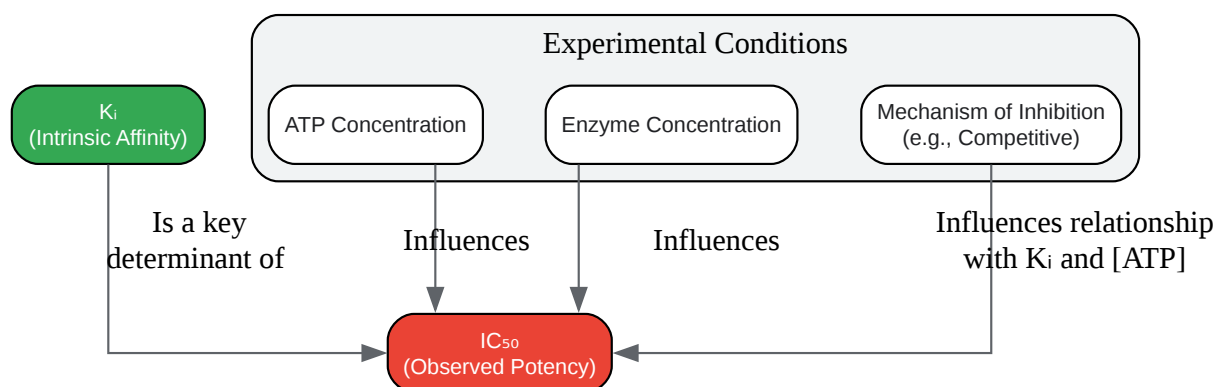 Experimental Conditions
Kᵢ
(Intrinsic Affinity)
ATP Concentration
Enzyme Concentration
Mechanism of Inhibition
(e.g., Competitive)
Is a key
determinant of
Influences
Influences
Influences relationship
with Kᵢ and [ATP]
IC₅₀
(Observed Potency)